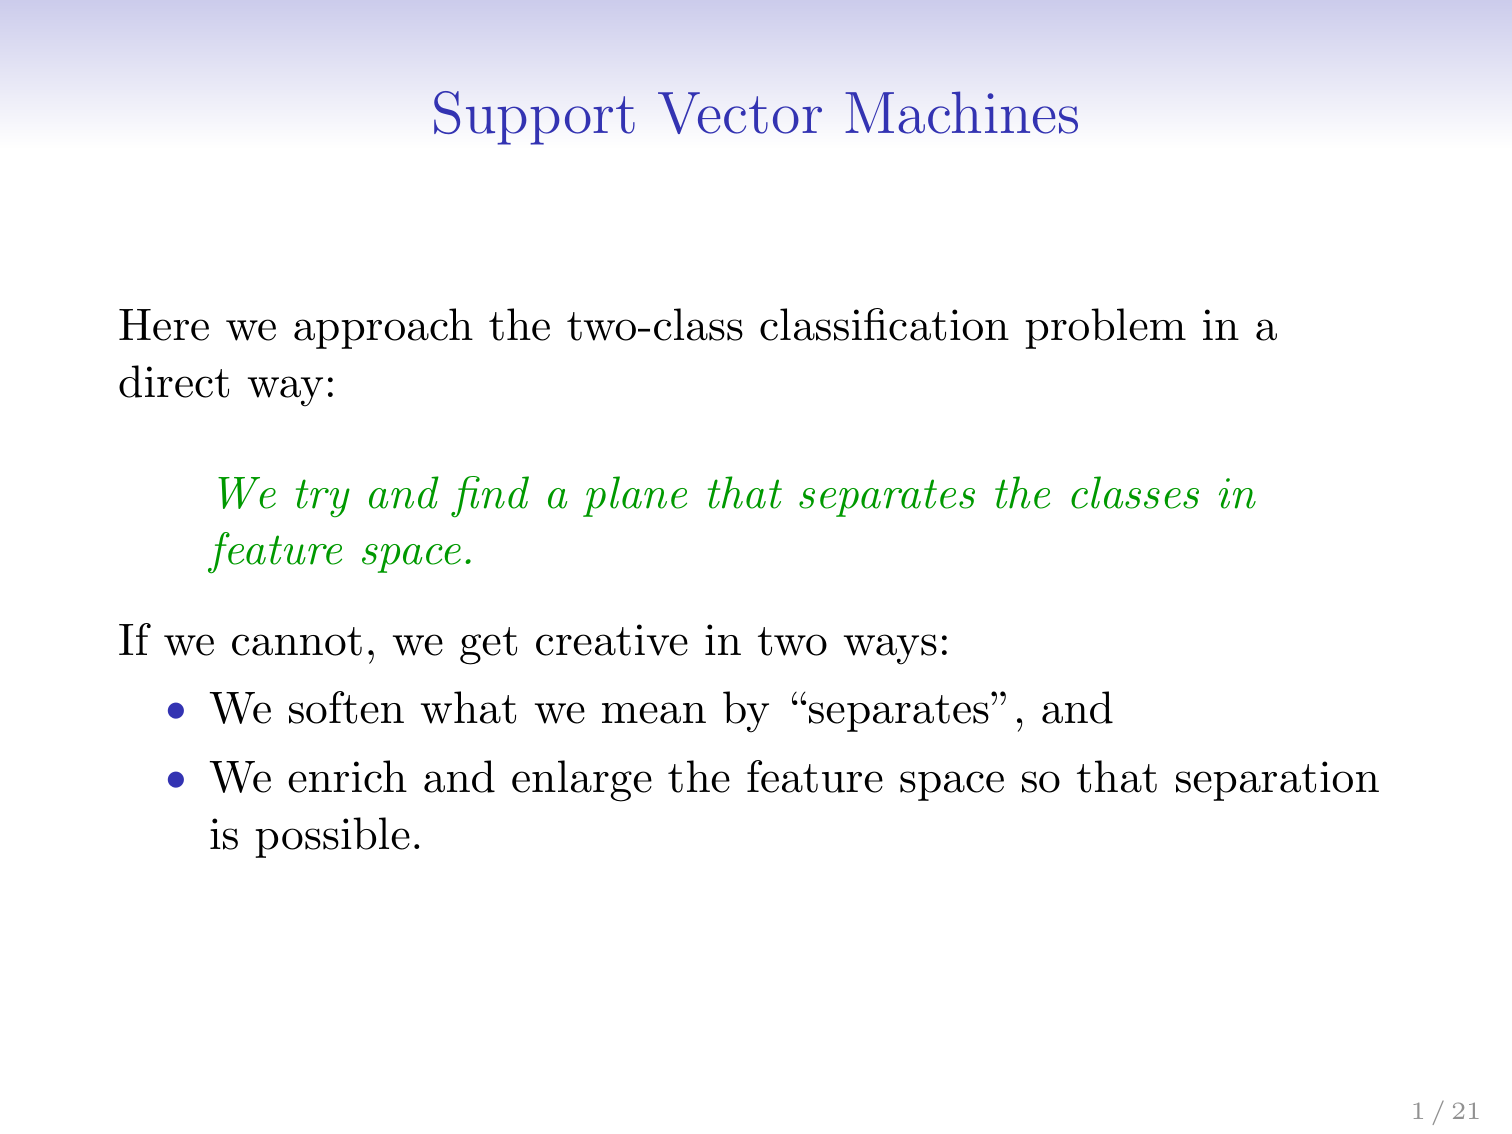 Support Vector Machines
Here we approach the two-class classification problem in a
direct way:
We try and find a plane that separates the classes in
feature space.
If we cannot, we get creative in two ways:
• We soften what we mean by “separates”, and
• We enrich and enlarge the feature space so that separation
is possible.
1 / 21